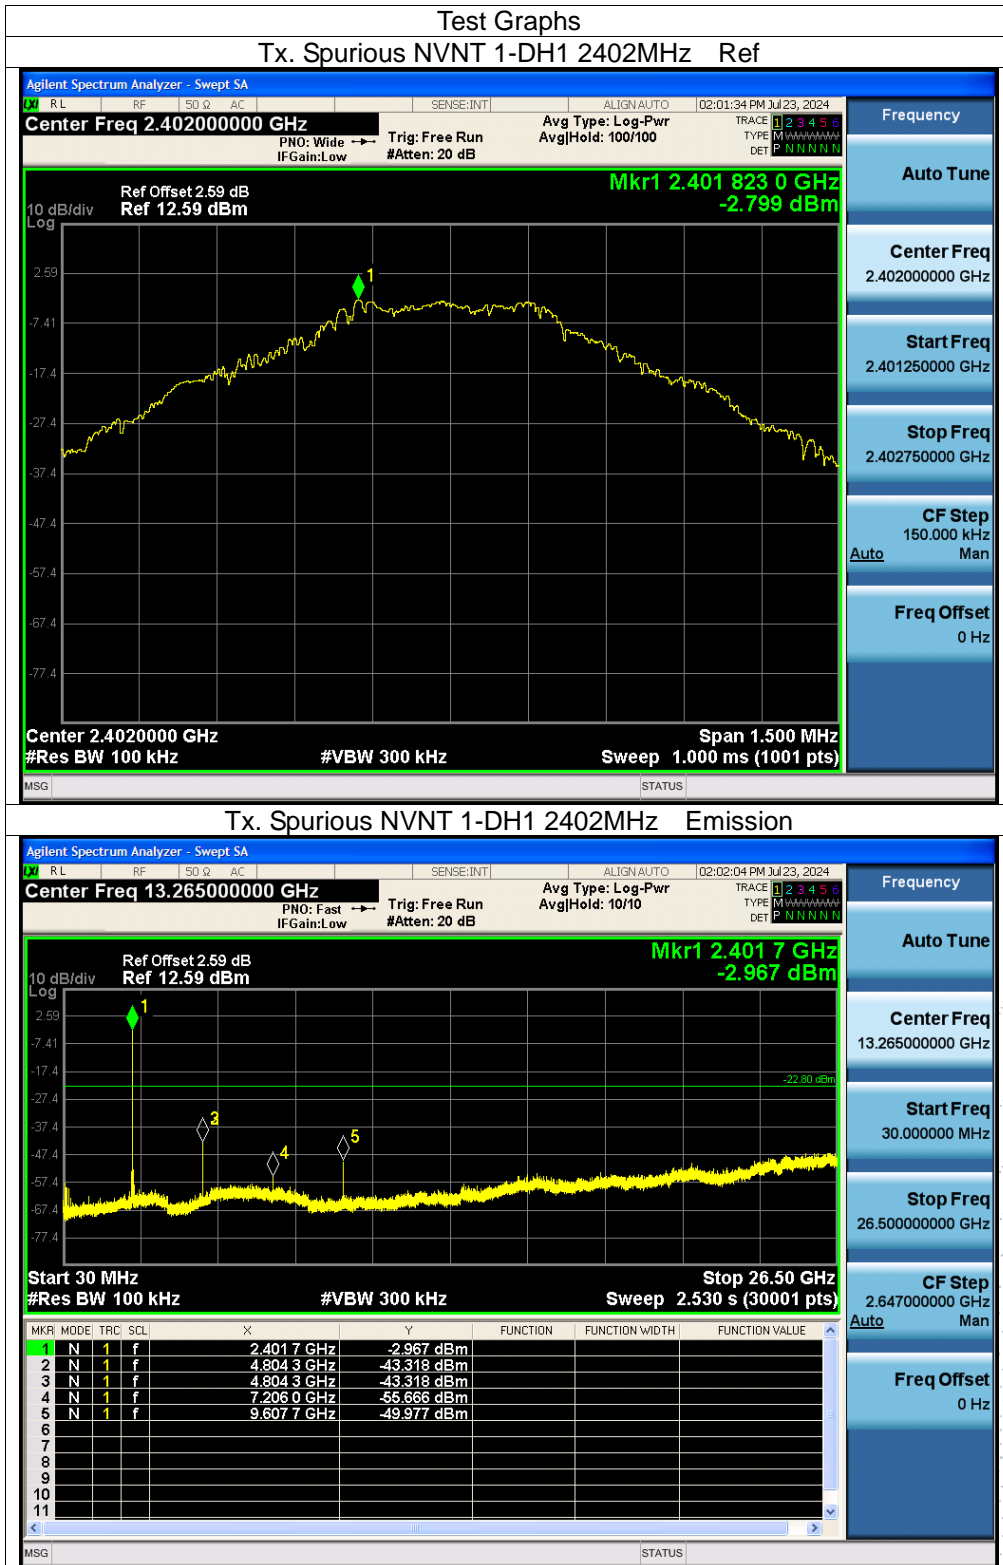 Test Graphs
Tx. Spurious NVNT 1-DH1 2402MHz Ref
Agilent Spectrum Analyzer - Swept SA
LXI RL RF 50 Ω AC SENSE:INT ALIGN AUTO 02:01:34 PM Jul 23, 2024
Center Freq 2.402000000 GHz
PNO: Wide
IFGain:Low
Trig: Free Run
#Atten: 20 dB
Avg Type: Log-Pwr
Avg|Hold: 100/100
TRACE 1 2 3 4 5 6
TYPE M WWWWW
DET P N N N N N
Frequency
Auto Tune
Center Freq
2.402000000 GHz
Start Freq
2.401250000 GHz
Stop Freq
2.402750000 GHz
CF Step
150.000 kHz
Auto Man
Freq Offset
0 Hz
Mkr1 2.401 823 0 GHz
-2.799 dBm
Ref Offset 2.59 dB
10 dB/div Ref 12.59 dBm
Log
1
2.59
-7.41
-17.4
-27.4
-37.4
-47.4
-57.4
-67.4
-77.4
Center 2.4020000 GHz Span 1.500 MHz
#Res BW 100 kHz #VBW 300 kHz Sweep 1.000 ms (1001 pts)
MSG STATUS
Tx. Spurious NVNT 1-DH1 2402MHz Emission
Agilent Spectrum Analyzer - Swept SA
LXI RL RF 50 Ω AC SENSE:INT ALIGN AUTO 02:02:04 PM Jul 23, 2024
Center Freq 13.265000000 GHz
PNO: Fast
IFGain:Low
Trig: Free Run
#Atten: 20 dB
Avg Type: Log-Pwr
Avg|Hold: 10/10
TRACE 1 2 3 4 5 6
TYPE M WWWWW
DET P N N N N N
Frequency
Auto Tune
Center Freq
13.265000000 GHz
Start Freq
30.000000 MHz
Stop Freq
26.500000000 GHz
CF Step
2.647000000 GHz
Auto Man
Freq Offset
0 Hz
Mkr1 2.401 7 GHz
-2.967 dBm
Ref Offset 2.59 dB
10 dB/div Ref 12.59 dBm
Log
1
2.59
-7.41
-17.4
-22.80 dBm
-27.4
3
-37.4
5
4
-47.4
-57.4
-67.4
-77.4
Start 30 MHz Stop 26.50 GHz
#Res BW 100 kHz #VBW 300 kHz Sweep 2.530 s (30001 pts)
MKR MODE TRC SCL X Y FUNCTION FUNCTION WIDTH FUNCTION VALUE
1 N 1 f 2.401 7 GHz -2.967 dBm
2 N 1 f 4.804 3 GHz -43.318 dBm
3 N 1 f 4.804 3 GHz -43.318 dBm
4 N 1 f 7.206 0 GHz -55.666 dBm
5 N 1 f 9.607 7 GHz -49.977 dBm
6
7
8
9
10
11
MSG STATUS